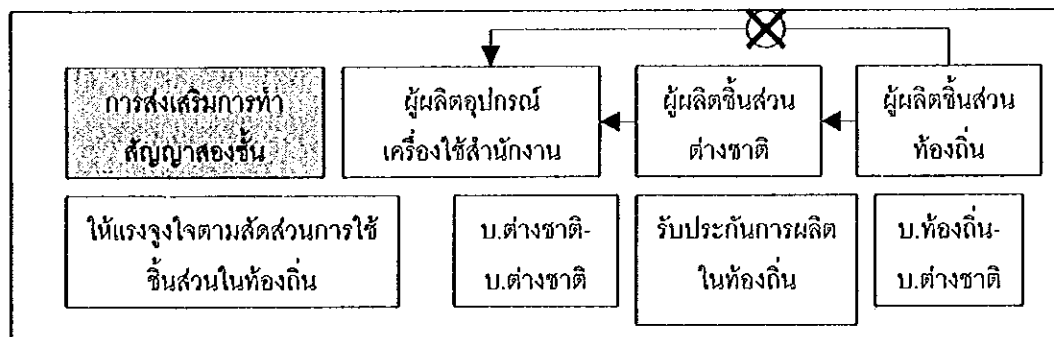 การส่งเสริมการทำ
สัญญาสองชั้น
ผู้ผลิตอุปกรณ์
เครื่องใช้สำนักงาน
ผู้ผลิตชิ้นส่วน
ต่างชาติ
ผู้ผลิตชิ้นส่วน
ท้องถิ่น
ให้แรงจูงใจตามสัดส่วนการใช้
ชิ้นส่วนในท้องถิ่น
บ.ต่างชาติ-
บ.ต่างชาติ
รับประกันการผลิต
ในท้องถิ่น
บ.ท้องถิ่น-
บ.ต่างชาติ